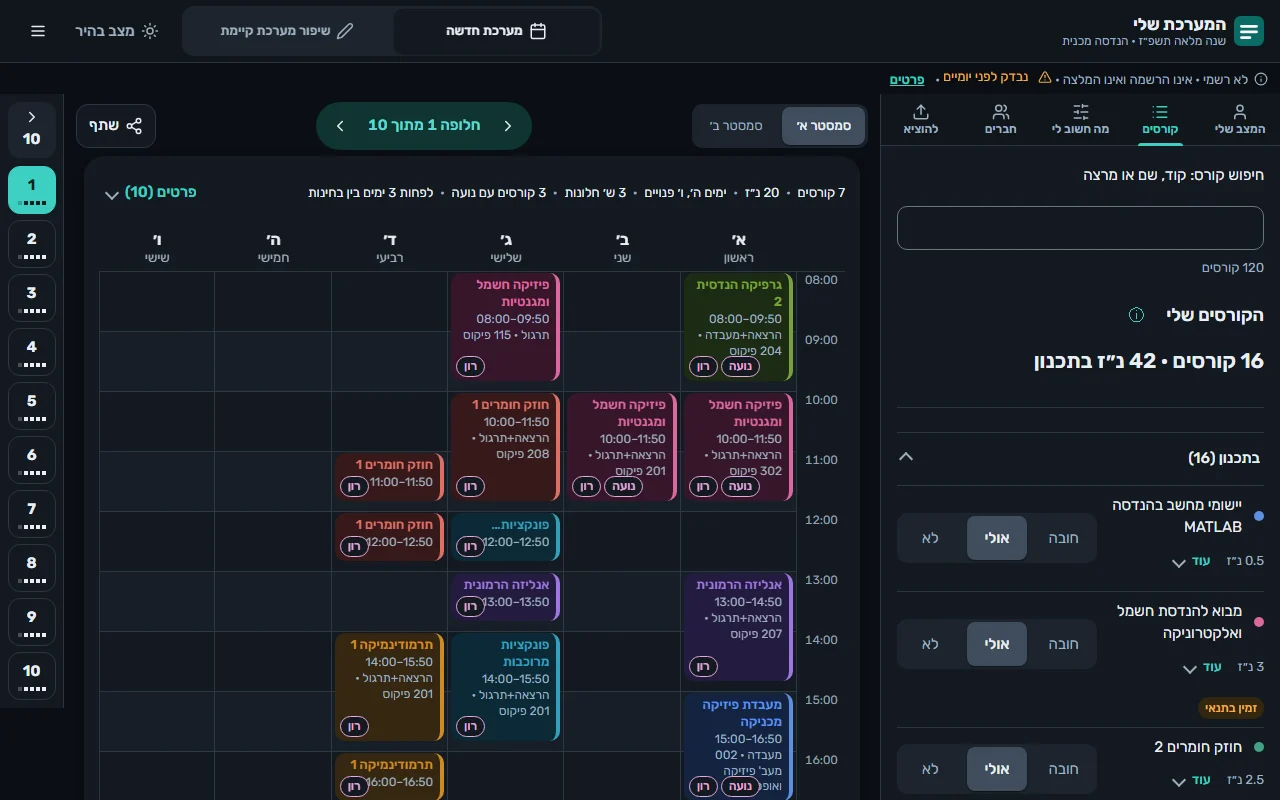 המערכת שלי
שנה מלאה תשפ״ז • הנדסה מכנית
מערכת חדשה
שיפור מערכת קיימת
מצב בהיר
לא רשמי • אינו הרשמה ואינו המלצה •
נבדק לפני יומיים
• פרטים
המצב שלי
קורסים
מה חשוב לי
חברים
להוציא
חיפוש קורס: קוד, שם או מרצה
120 קורסים
הקורסים שלי
16 קורסים • 42 נ״ז בתכנון
בתכנון (16)
יישומי מחשב בהנדסה
MATLAB
חובה
אולי
לא
0.5 נ״ז
עוד
מבוא להנדסת חשמל
ואלקטרוניקה
חובה
אולי
לא
3 נ״ז
עוד
זמין בתנאי
חוזק חומרים 2
חובה
אולי
לא
2.5 נ״ז
עוד
סמסטר א׳
סמסטר ב׳
חלופה 1 מתוך 10
שתף
7 קורסים • 20 נ״ז • ימים ה׳, ו׳ פנויים • 3 ש׳ חלונות • 3 קורסים עם נועה • לפחות 3 ימים בין בחינות
פרטים (10)
א׳ ב׳ ג׳ ד׳ ה׳ ו׳
ראשון שני שלישי רביעי חמישי שישי
08:00
09:00
10:00
11:00
12:00
13:00
14:00
15:00
16:00
גרפיקה הנדסית
2
08:00–09:50
הרצאה+מעבדה •
204 פיקוס
נועה
רון
פיזיקה חשמל
ומגנטיות
10:00–11:50
הרצאה+תרגול •
302 פיקוס
נועה
רון
אנליזה הרמונית
13:00–14:50
הרצאה+תרגול •
207 פיקוס
רון
מעבדת פיזיקה
מכניקה
15:00–16:50
מעבדה • 002
מעב' פיזיקה
נועה
רון
פיזיקה חשמל
ומגנטיות
10:00–11:50
הרצאה+תרגול •
201 פיקוס
נועה
רון
פיזיקה חשמל
ומגנטיות
08:00–09:50
תרגול • 115 פיקוס
רון
חוזק חומרים 1
10:00–11:50
הרצאה+תרגול •
208 פיקוס
רון
פונקציות...
12:00–12:50
רון
אנליזה הרמונית
13:00–13:50
רון
פונקציות
מרוכבות
14:00–15:50
הרצאה+תרגול •
201 פיקוס
רון
חוזק חומרים 1
11:00–11:50
רון
חוזק חומרים 1
12:00–12:50
רון
תרמודינמיקה 1
14:00–15:50
הרצאה+תרגול •
201 פיקוס
רון
תרמודינמיקה 1
16:00–16:50
רון
10
1
2
3
4
5
6
7
8
9
10